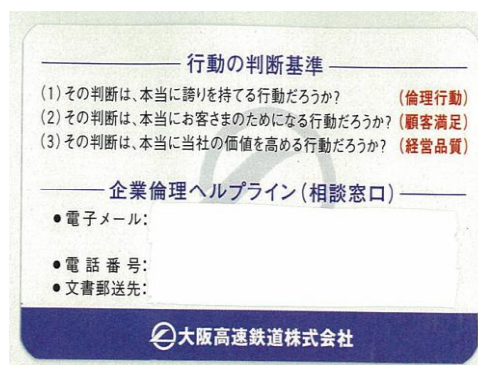 行動の判断基準
(1)その判断は、本当に誇りを持てる行動だろうか? (倫理行動)
(2)その判断は、本当にお客さまのためになる行動だろうか? (顧客満足)
(3)その判断は、本当に当社の価値を高める行動だろうか? (経営品質)
企業倫理ヘルプライン(相談窓口)
●電子メール:
●電話番号:
●文書郵送先:
大阪高速鉄道株式会社